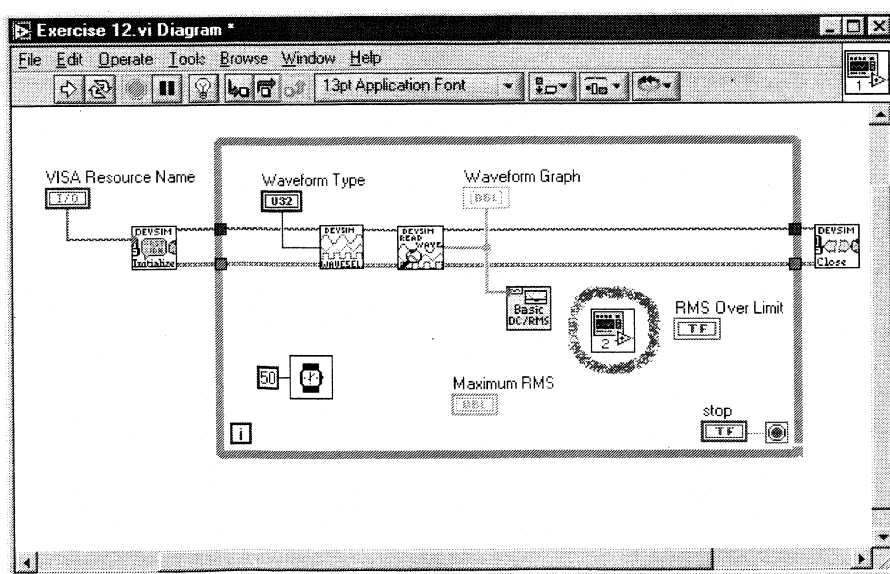 Exercise 12.vi Diagram *
File Edit Operate Tools Browse Window Help
13pt Application Font
1
VISA Resource Name
I/O
Waveform Type
U32
Waveform Graph
DBL
DEVSIM
Initialize
DEVSIM
WAVESEL
DEVSIM
READ
WAVE
DEVSIM
Close
Basic
DC/RMS
2
RMS Over Limit
TF
50
Maximum RMS
DBL
stop
TF
i